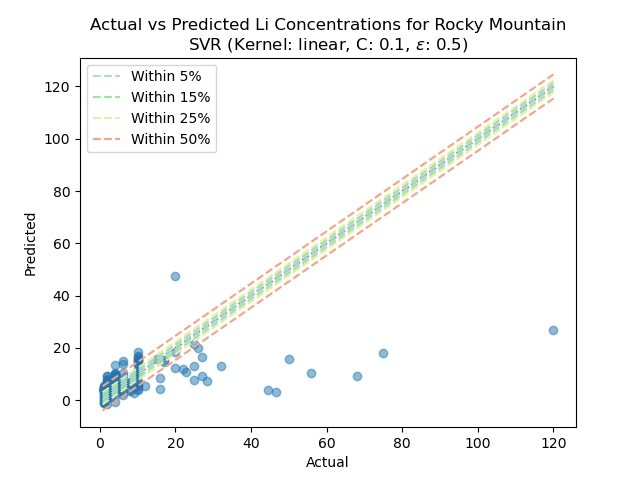 Actual vs Predicted Li Concentrations for Rocky Mountain
SVR (Kernel: linear, C: 0.1, ε: 0.5)
Within 5%
Within 15%
Within 25%
Within 50%
Predicted
120
100
80
60
40
20
0
0 20 40 60 80 100 120
Actual